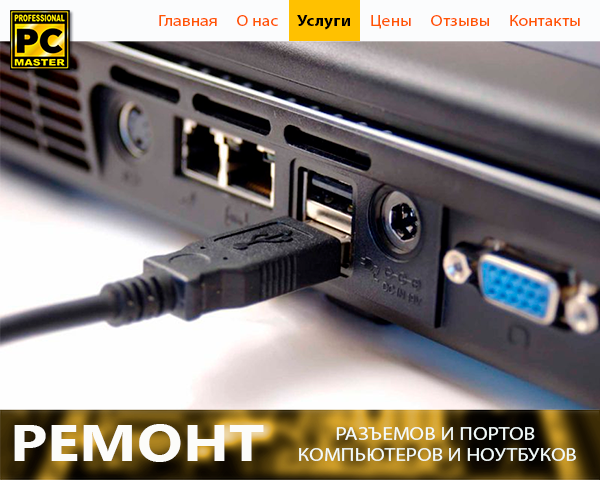 PROFESSIONAL
PC
MASTER
Главная О нас Услуги Цены Отзывы Контакты
РЕМОНТ
РАЗЪЕМОВ И ПОРТОВ
КОМПЬЮТЕРОВ И НОУТБУКОВ